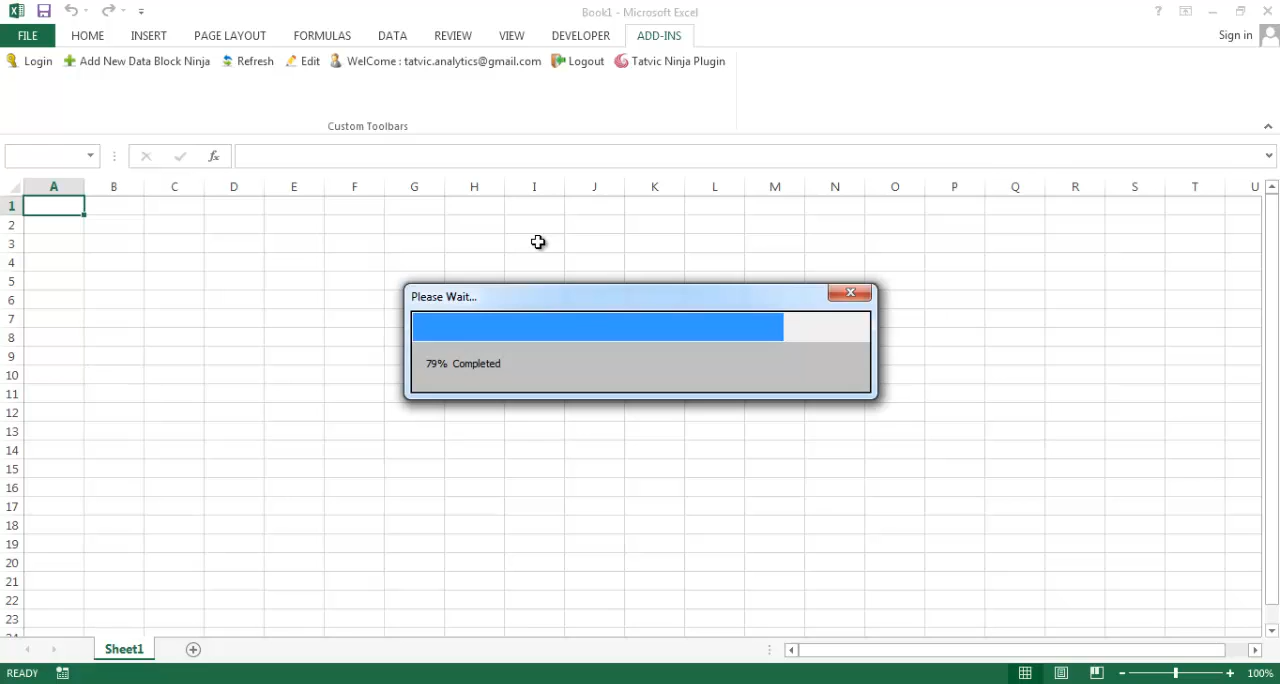 Book1 - Microsoft Excel
?
FILE HOME INSERT PAGE LAYOUT FORMULAS DATA REVIEW VIEW DEVELOPER ADD-INS Sign in
Login Add New Data Block Ninja Refresh Edit WelCome : tatvic.analytics@gmail.com Logout Tatvic Ninja Plugin
Custom Toolbars
fx
A B C D E F G H I J K L M N O P Q R S T U
1
2
3
4
5
6
Please Wait...
7
8
9
79% Completed
10
11
12
13
14
15
16
17
18
19
20
21
22
23
24
Sheet1
READY 100%